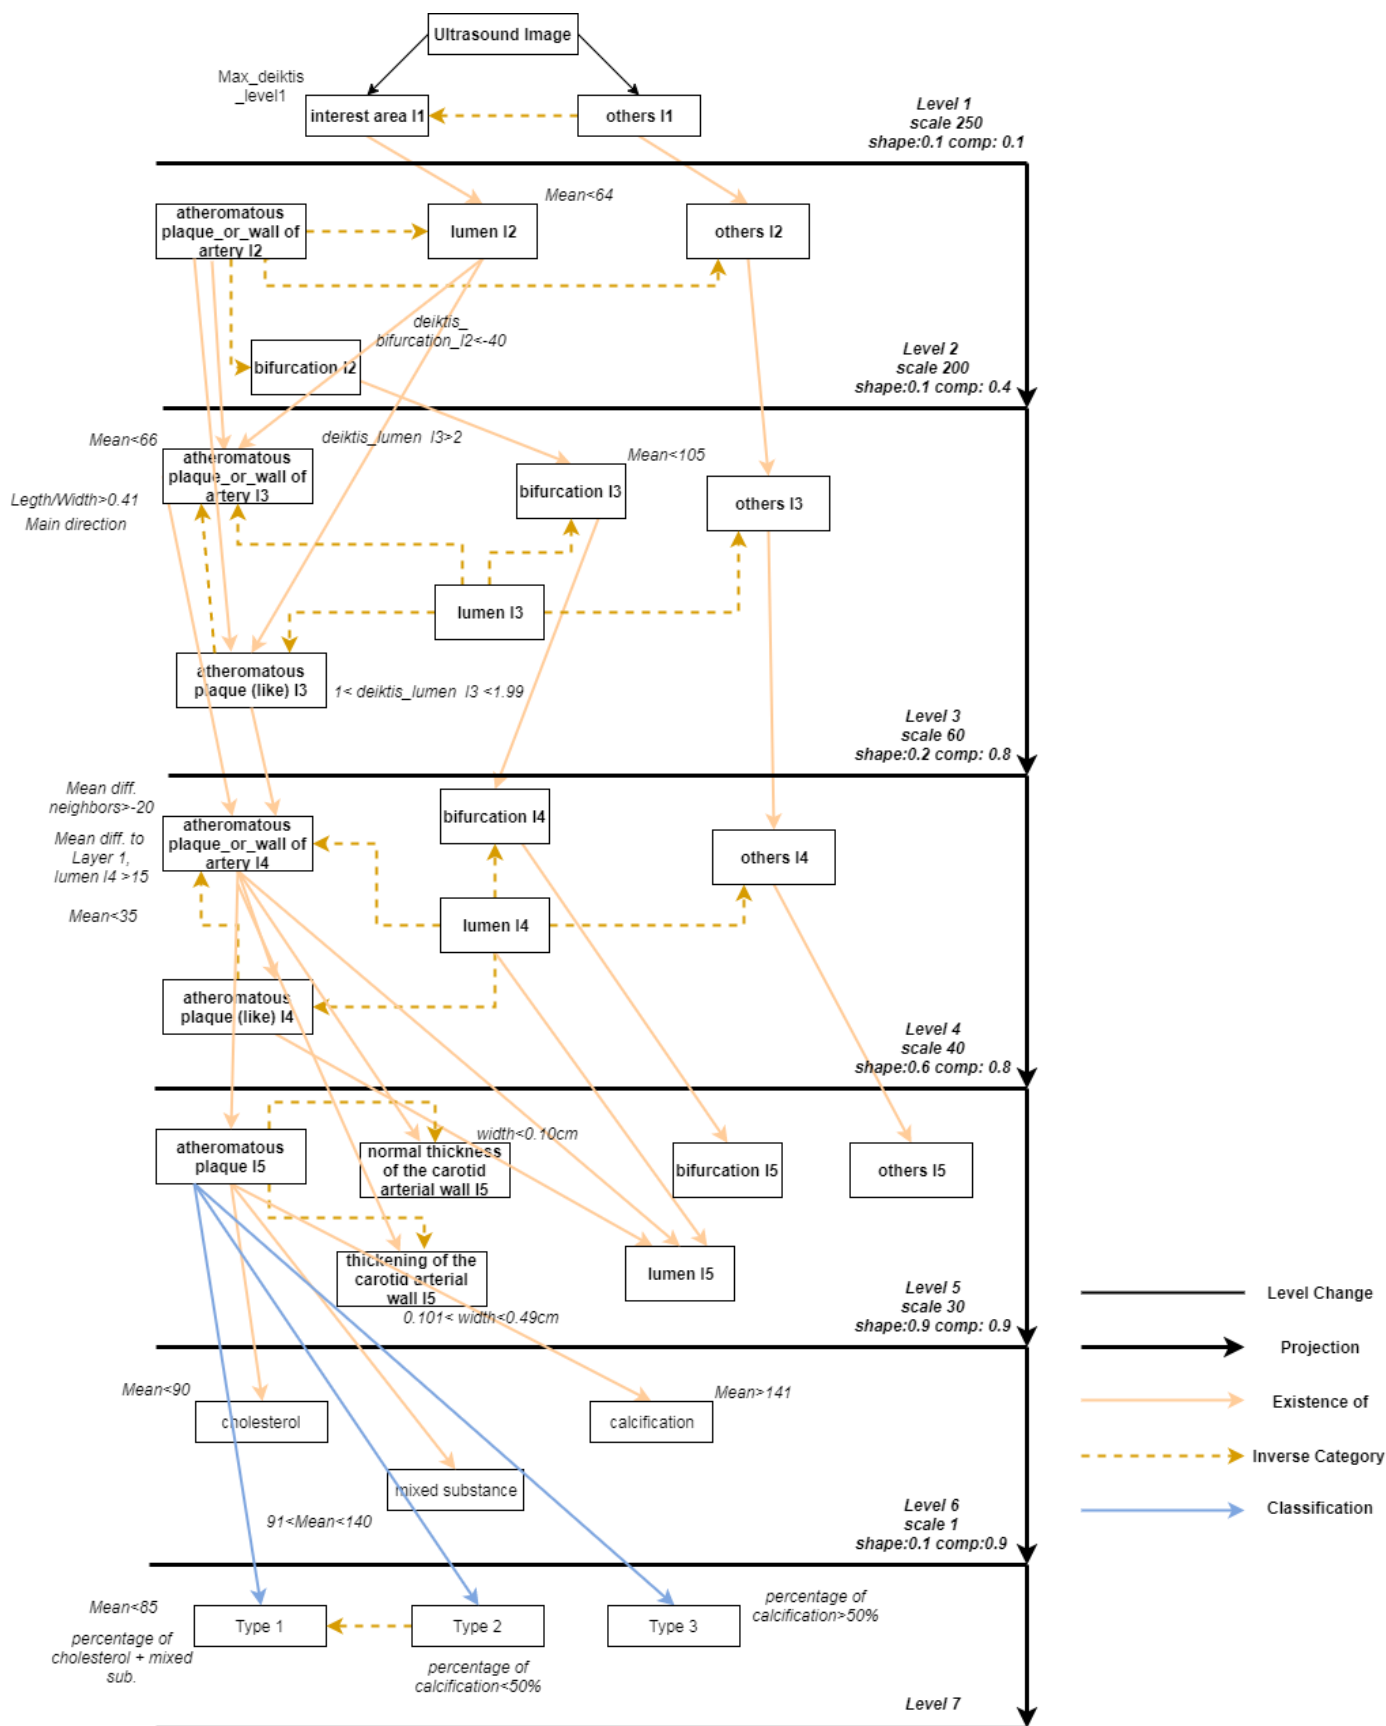 Ultrasound Image
Max_deiktis
_level1
interest area l1
others l1
Level 1
scale 250
shape:0.1 comp: 0.1
Mean<64
atheromatous
plaque_or_wall of
artery l2
lumen l2
others l2
deiktis_
bifurcation_l2<-40
bifurcation l2
Level 2
scale 200
shape:0.1 comp: 0.4
Mean<66
deiktis_lumen l3>2
atheromatous
plaque_or_wall of
artery l3
Mean<105
bifurcation l3
others l3
Legth/Width>0.41
Main direction
lumen l3
atheromatous
plaque (like) l3
1< deiktis_lumen l3 <1.99
Level 3
scale 60
shape:0.2 comp: 0.8
Mean diff.
neighbors>-20
bifurcation l4
atheromatous
plaque_or_wall of
artery l4
Mean diff. to
Layer 1,
lumen l4 >15
others l4
Mean<35
lumen l4
atheromatous
plaque (like) l4
Level 4
scale 40
shape:0.6 comp: 0.8
width<0.10cm
atheromatous
plaque l5
normal thickness
of the carotid
arterial wall l5
bifurcation l5
others l5
thickening of the
carotid arterial
wall l5
lumen l5
0.101< width<0.49cm
Level 5
scale 30
shape:0.9 comp: 0.9
Level Change
Projection
Existence of
Inverse Category
Classification
Mean<90
cholesterol
calcification
Mean>141
mixed substance
91<Mean<140
Level 6
scale 1
shape:0.1 comp:0.9
Mean<85
Type 1
Type 2
Type 3
percentage of
calcification>50%
percentage of
cholesterol + mixed
sub.
percentage of
calcification<50%
Level 7